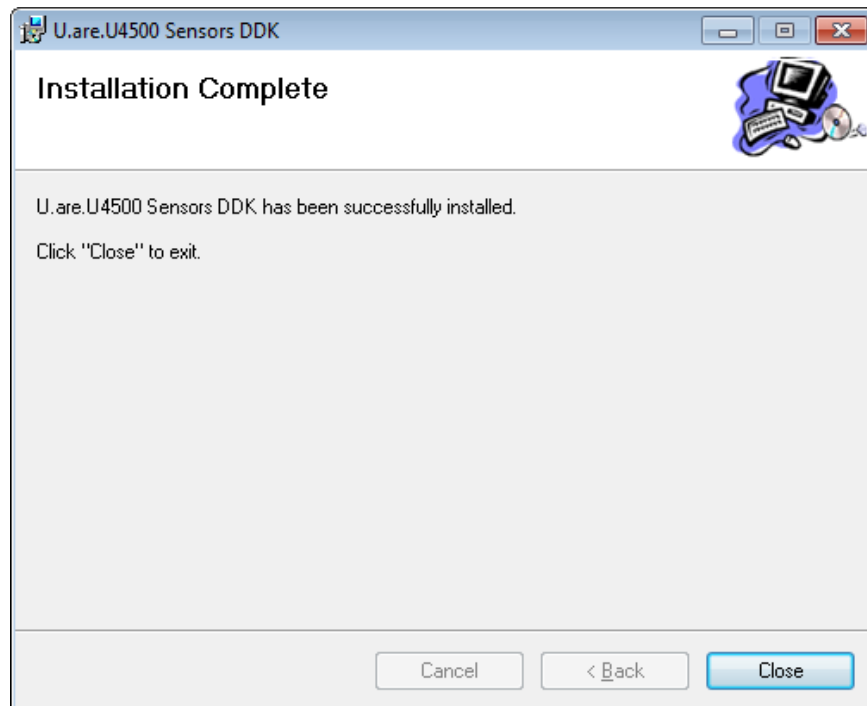 U.are.U4500 Sensors DDK
Installation Complete
U.are.U4500 Sensors DDK has been successfully installed.
Click "Close" to exit.
Cancel
< Back
Close